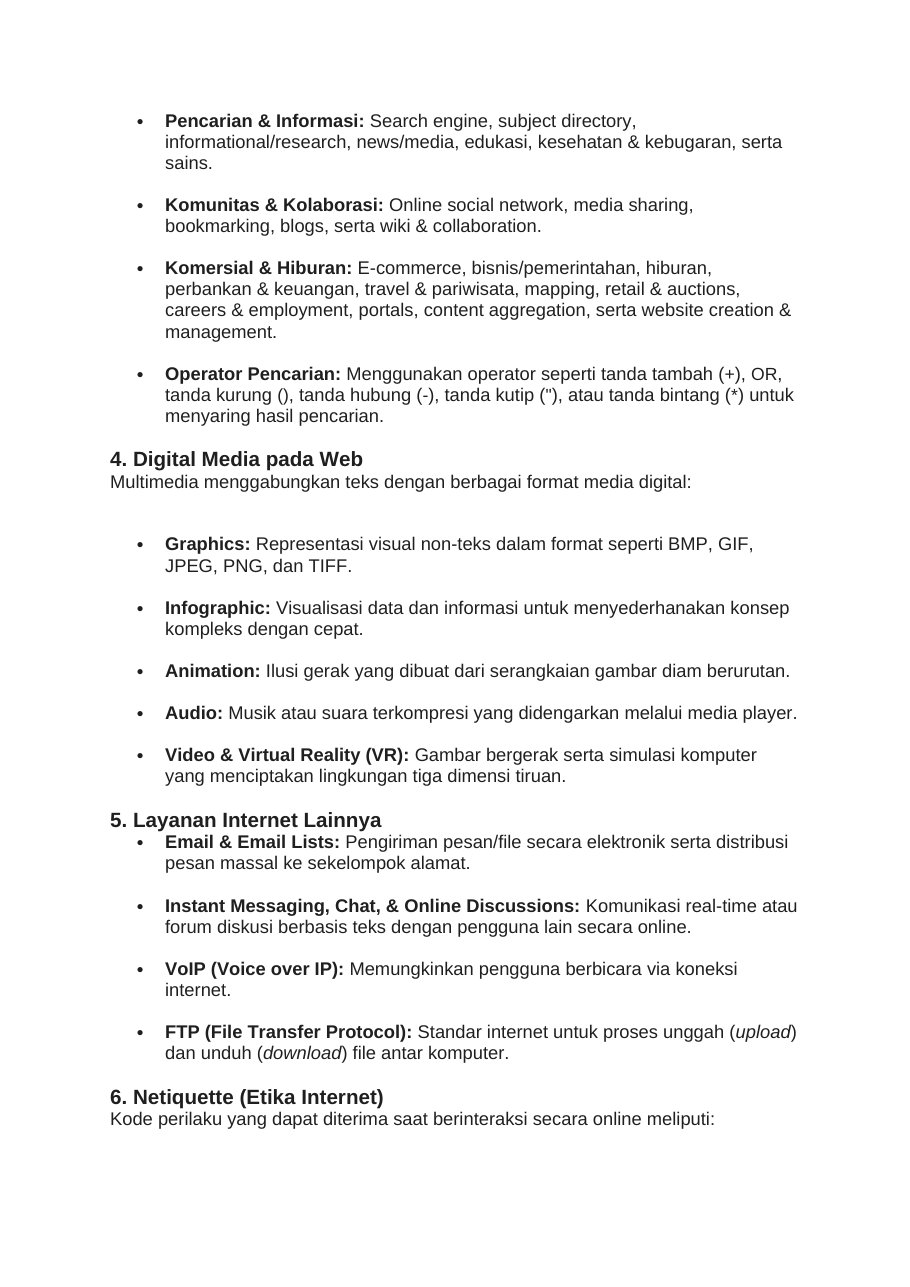 • Pencarian & Informasi: Search engine, subject directory,
informational/research, news/media, edukasi, kesehatan & kebugaran, serta
sains.
• Komunitas & Kolaborasi: Online social network, media sharing,
bookmarking, blogs, serta wiki & collaboration.
• Komersial & Hiburan: E-commerce, bisnis/pemerintahan, hiburan,
perbankan & keuangan, travel & pariwisata, mapping, retail & auctions,
careers & employment, portals, content aggregation, serta website creation &
management.
• Operator Pencarian: Menggunakan operator seperti tanda tambah (+), OR,
tanda kurung (), tanda hubung (-), tanda kutip ("), atau tanda bintang (*) untuk
menyaring hasil pencarian.
4. Digital Media pada Web
Multimedia menggabungkan teks dengan berbagai format media digital:
• Graphics: Representasi visual non-teks dalam format seperti BMP, GIF,
JPEG, PNG, dan TIFF.
• Infographic: Visualisasi data dan informasi untuk menyederhanakan konsep
kompleks dengan cepat.
• Animation: Ilusi gerak yang dibuat dari serangkaian gambar diam berurutan.
• Audio: Musik atau suara terkompresi yang didengarkan melalui media player.
• Video & Virtual Reality (VR): Gambar bergerak serta simulasi komputer
yang menciptakan lingkungan tiga dimensi tiruan.
5. Layanan Internet Lainnya
• Email & Email Lists: Pengiriman pesan/file secara elektronik serta distribusi
pesan massal ke sekelompok alamat.
• Instant Messaging, Chat, & Online Discussions: Komunikasi real-time atau
forum diskusi berbasis teks dengan pengguna lain secara online.
• VoIP (Voice over IP): Memungkinkan pengguna berbicara via koneksi
internet.
• FTP (File Transfer Protocol): Standar internet untuk proses unggah (upload)
dan unduh (download) file antar komputer.
6. Netiquette (Etika Internet)
Kode perilaku yang dapat diterima saat berinteraksi secara online meliputi: